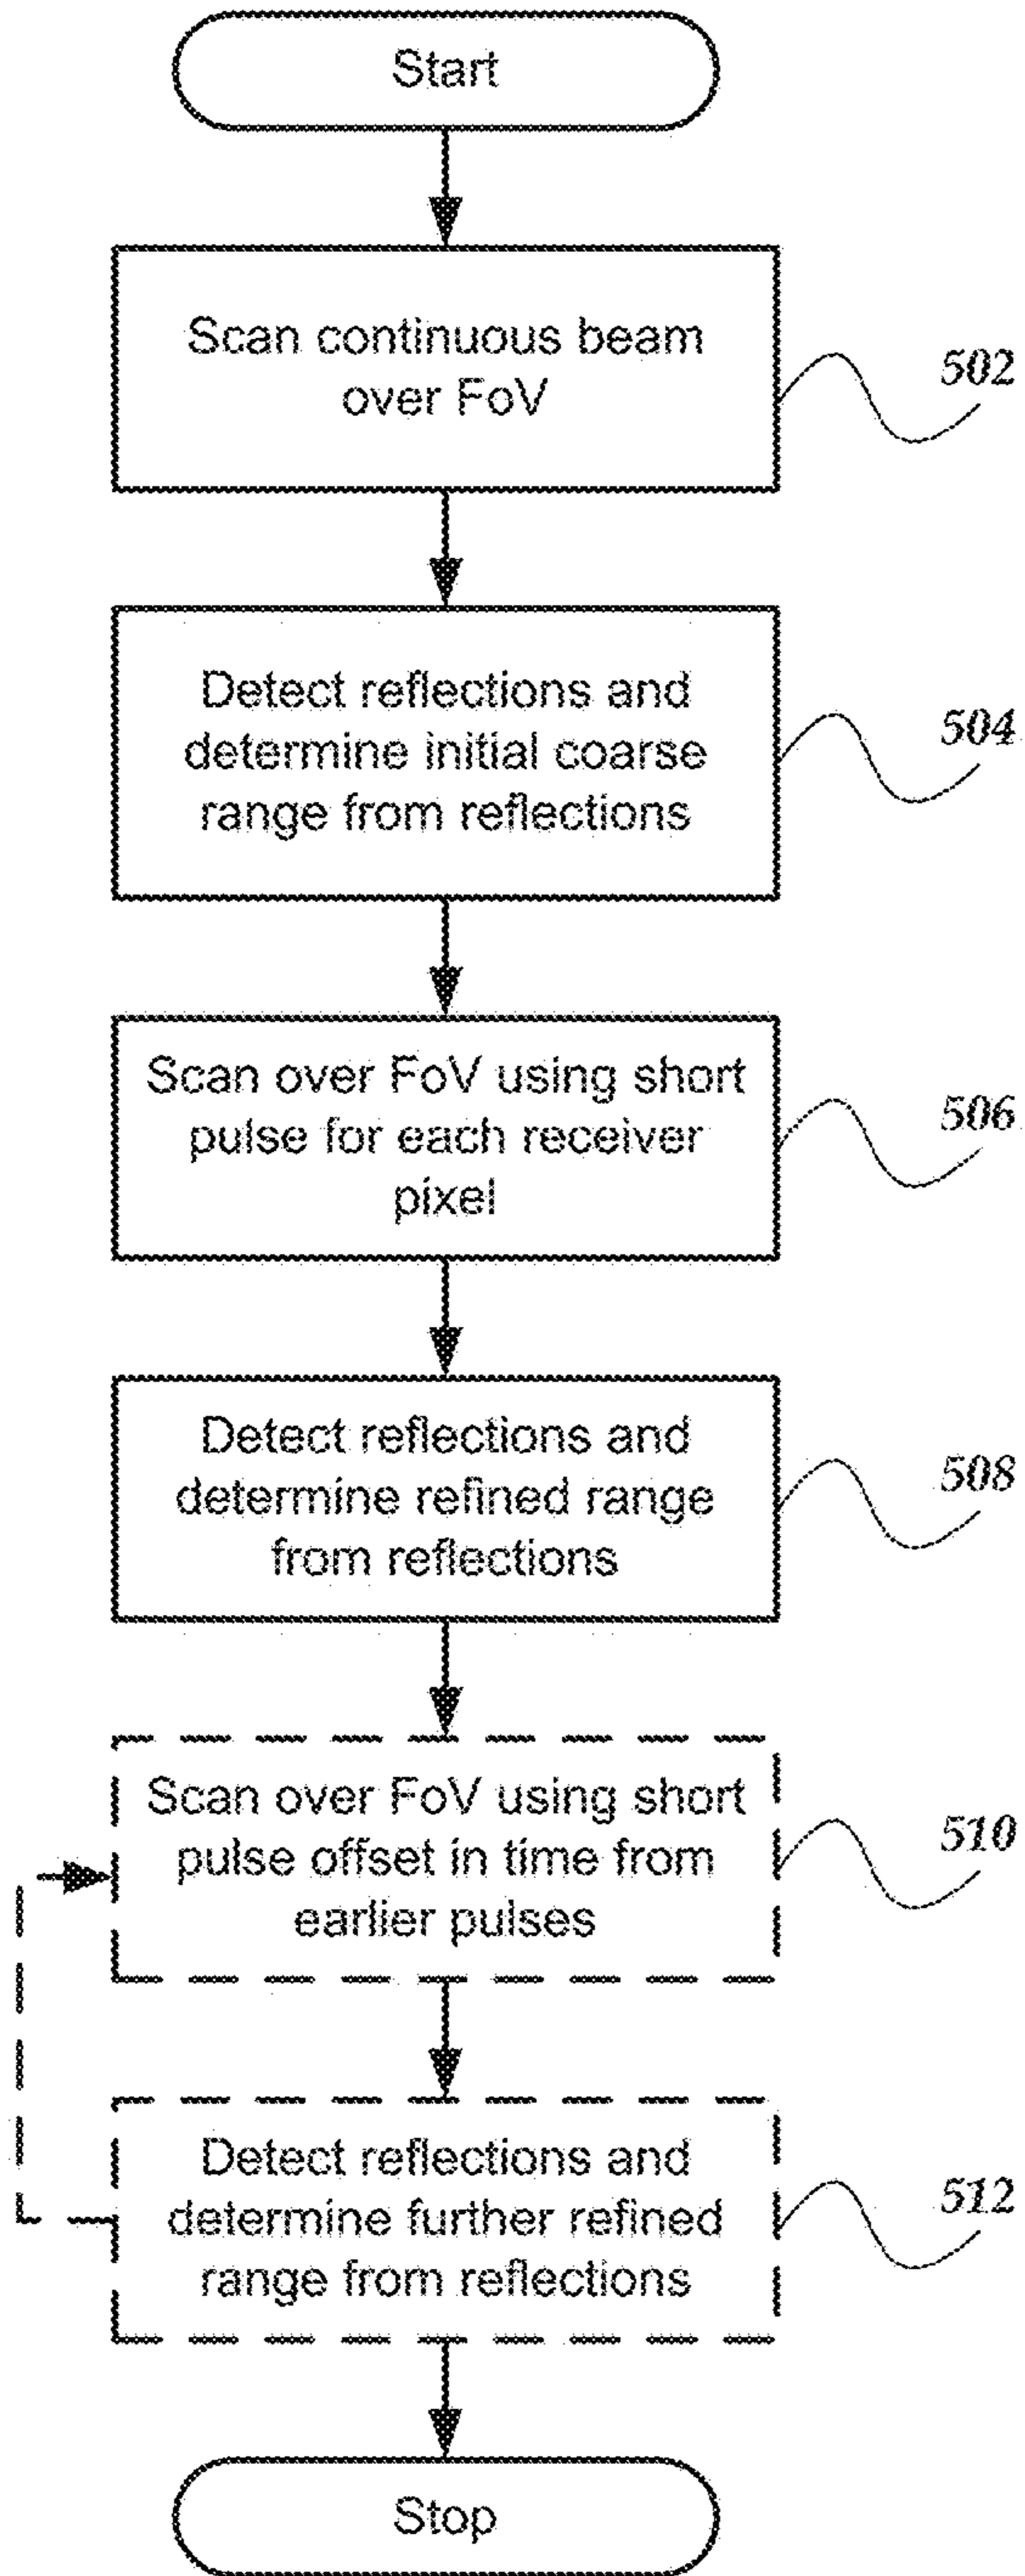 Start
Scan continuous beam
over FoV
502
Detect reflections and
determine initial coarse
range from reflections
504
Scan over FoV using short
pulse for each receiver
pixel
506
Detect reflections and
determine refined range
from reflections
508
Scan over FoV using short
pulse offset in time from
earlier pulses
510
Detect reflections and
determine further refined
range from reflections
512
Stop